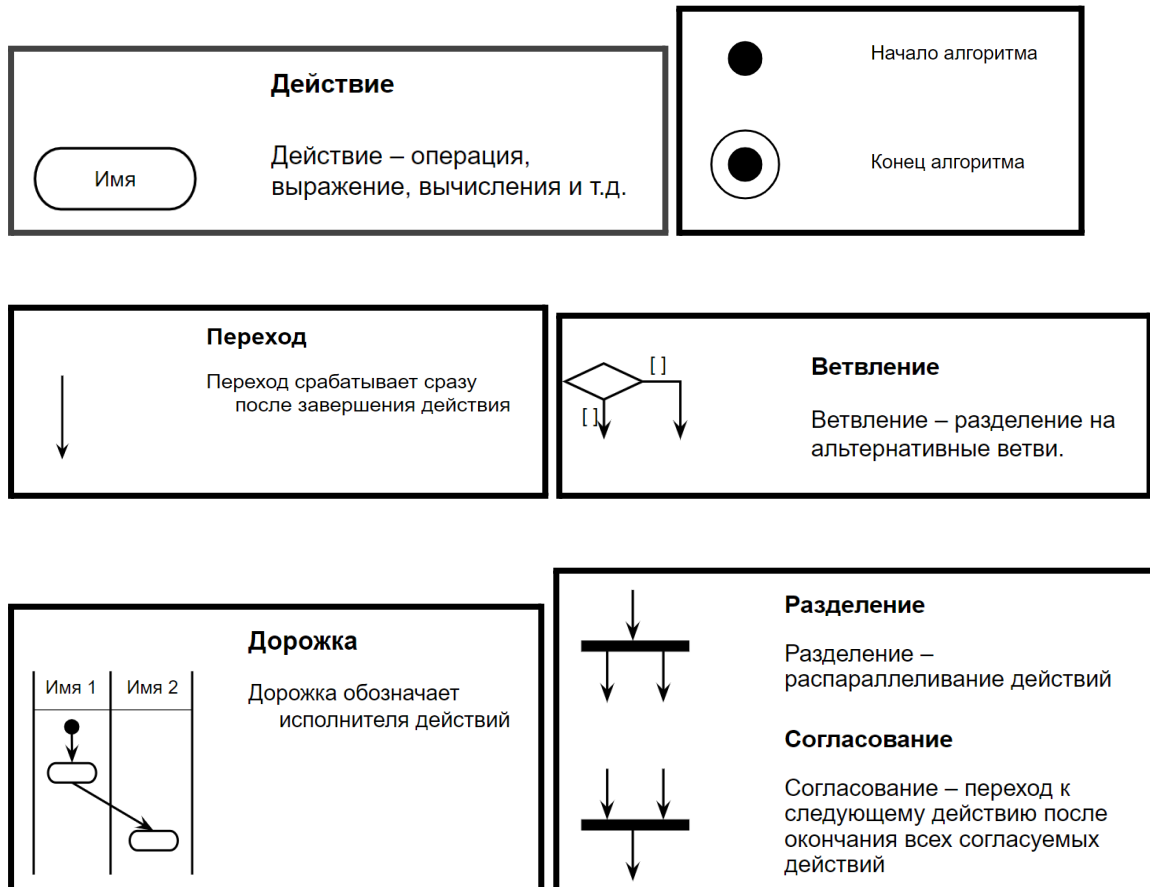 Действие
Имя
Действие – операция,
выражение, вычисления и т.д.
Начало алгоритма
Конец алгоритма
Переход
Переход срабатывает сразу
после завершения действия
[ ]
[ ]
Ветвление
Ветвление – разделение на
альтернативные ветви.
Дорожка
Имя 1 Имя 2
Дорожка обозначает
исполнителя действий
Разделение
Разделение –
распараллеливание действий
Согласование
Согласование – переход к
следующему действию после
окончания всех согласуемых
действий